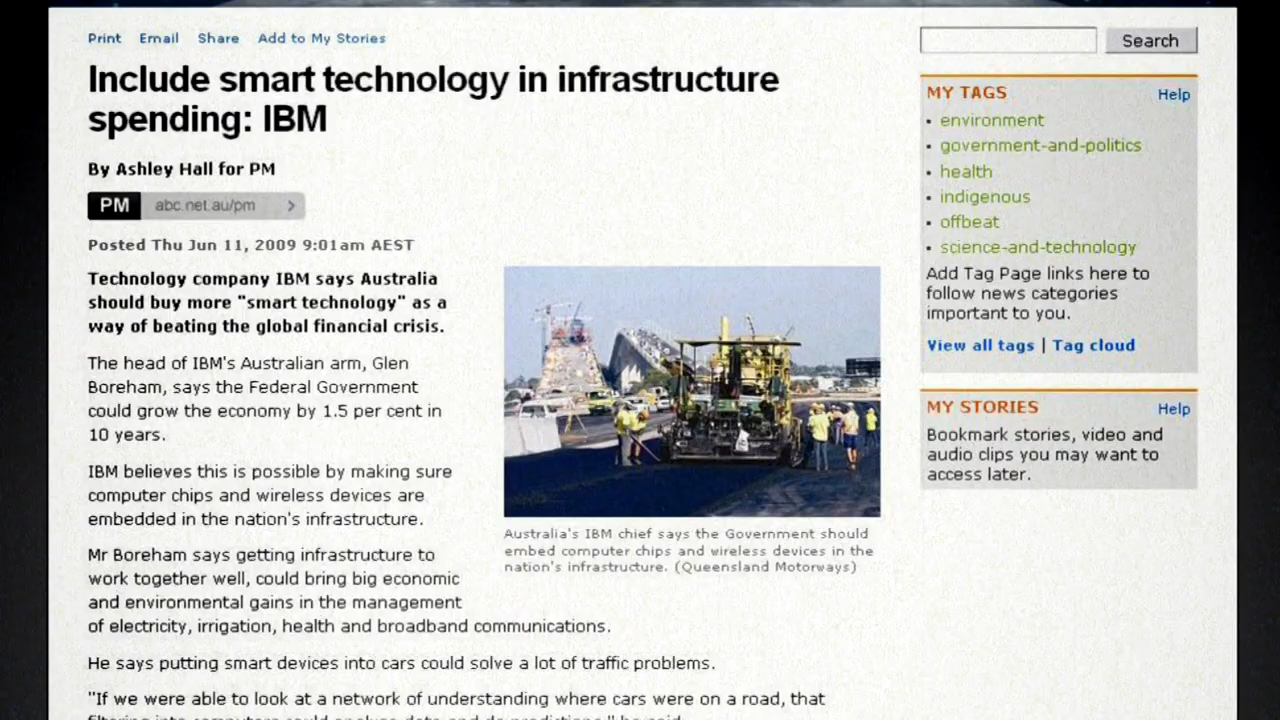 Print Email Share Add to My Stories
Include smart technology in infrastructure
spending: IBM
By Ashley Hall for PM
PM abc.net.au/pm >
Posted Thu Jun 11, 2009 9:01am AEST
Technology company IBM says Australia
should buy more "smart technology" as a
way of beating the global financial crisis.
The head of IBM's Australian arm, Glen
Boreham, says the Federal Government
could grow the economy by 1.5 per cent in
10 years.
IBM believes this is possible by making sure
computer chips and wireless devices are
embedded in the nation's infrastructure.
Mr Boreham says getting infrastructure to
work together well, could bring big economic
and environmental gains in the management
of electricity, irrigation, health and broadband communications.
He says putting smart devices into cars could solve a lot of traffic problems.
"If we were able to look at a network of understanding where cars were on a road, that
Australia's IBM chief says the Government should
embed computer chips and wireless devices in the
nation's infrastructure. (Queensland Motorways)
Search
MY TAGS Help
• environment
• government-and-politics
• health
• indigenous
• offbeat
• science-and-technology
Add Tag Page links here to
follow news categories
important to you.
View all tags | Tag cloud
MY STORIES Help
Bookmark stories, video and
audio clips you may want to
access later.